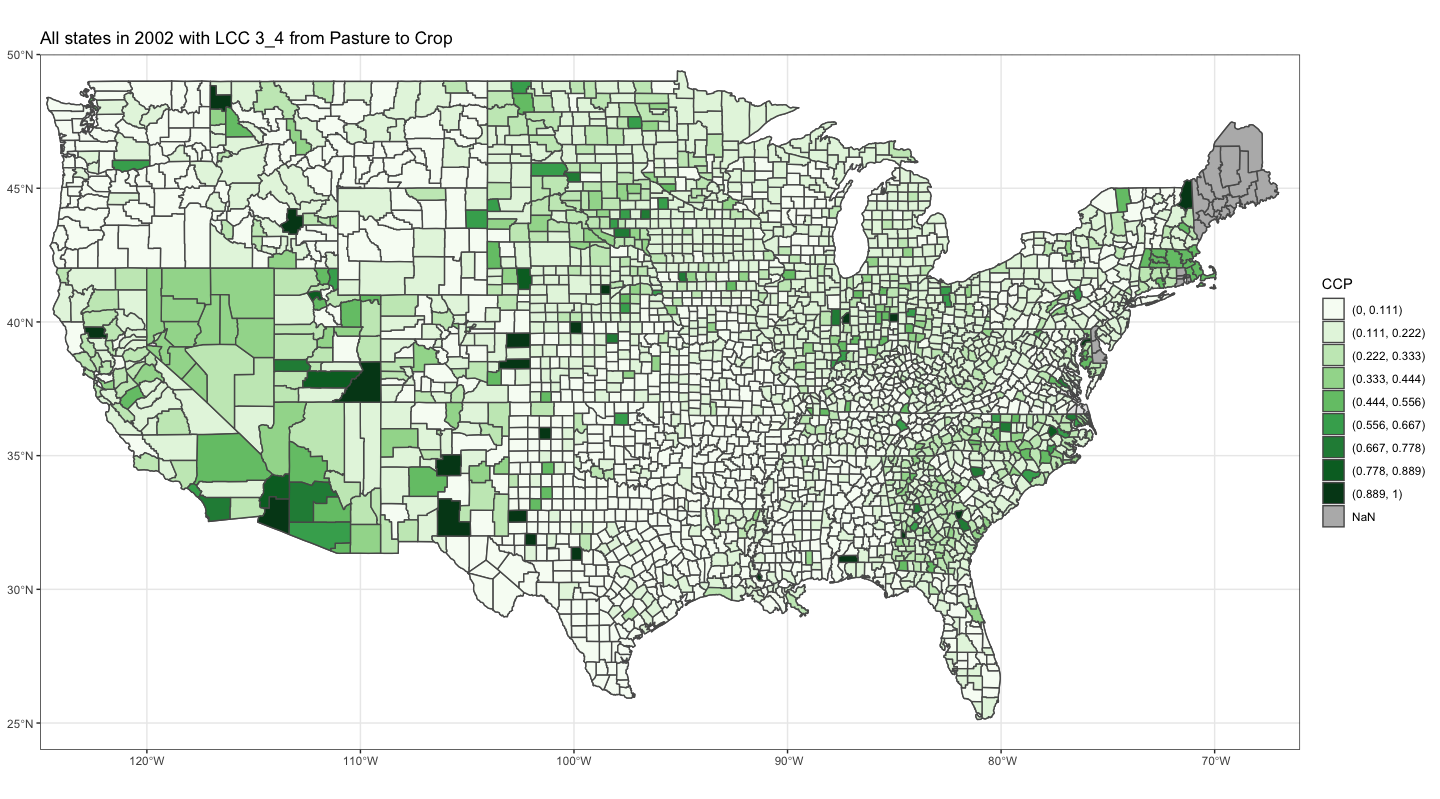 All states in 2002 with LCC 3_4 from Pasture to Crop
50°N
45°N
40°N
35°N
30°N
25°N
120°W
110°W
100°W
90°W
80°W
70°W
CCP
(0, 0.111)
(0.111, 0.222)
(0.222, 0.333)
(0.333, 0.444)
(0.444, 0.556)
(0.556, 0.667)
(0.667, 0.778)
(0.778, 0.889)
(0.889, 1)
NaN